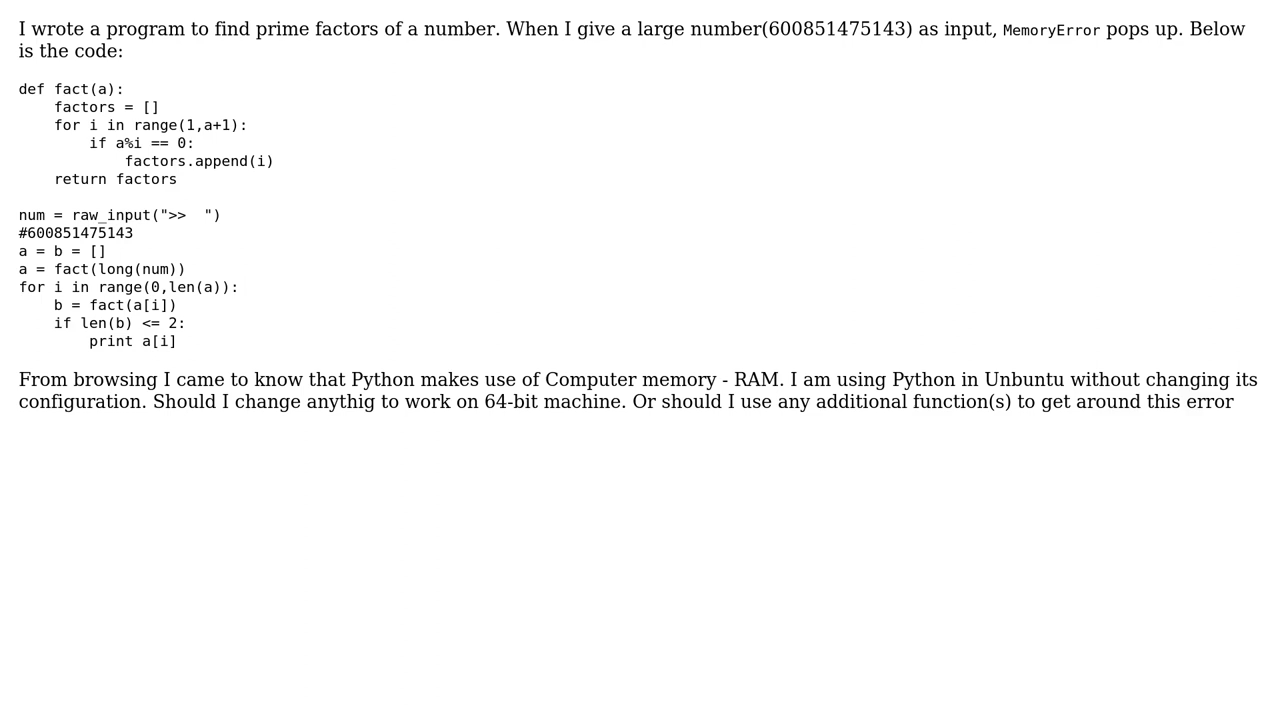 I wrote a program to find prime factors of a number. When I give a large number(600851475143) as input, MemoryError pops up. Below
is the code:
def fact(a):
    factors = []
    for i in range(1,a+1):
        if a%i == 0:
            factors.append(i)
    return factors
num = raw_input(">>  ")
#600851475143
a = b = []
a = fact(long(num))
for i in range(0,len(a)):
    b = fact(a[i])
    if len(b) <= 2:
        print a[i]
From browsing I came to know that Python makes use of Computer memory - RAM. I am using Python in Unbuntu without changing its
configuration. Should I change anythig to work on 64-bit machine. Or should I use any additional function(s) to get around this error